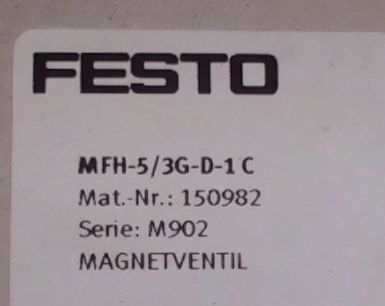 FESTO
MFH-5/3G-D-1 C
Mat.-Nr.: 150982
Serie: M902
MAGNETVENTIL